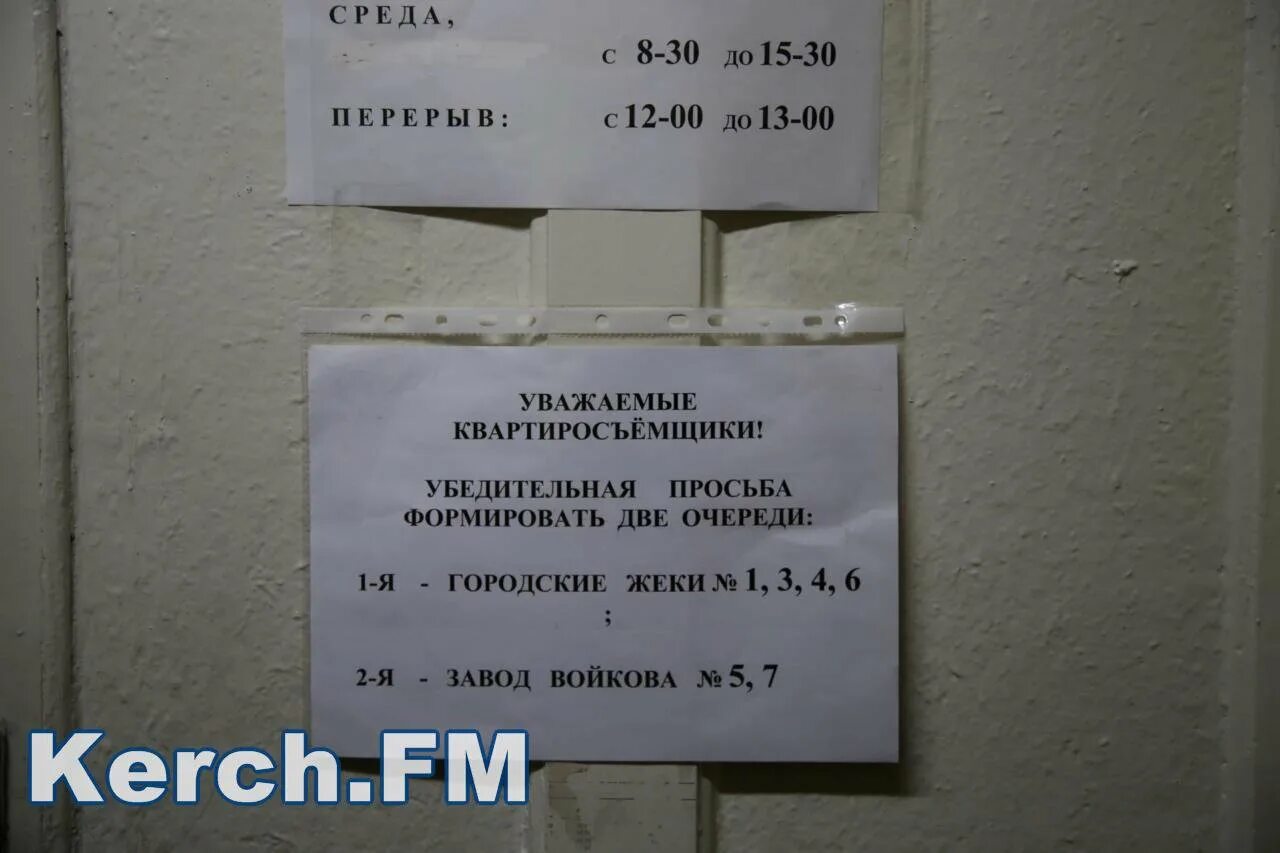 СРЕДА,
С 8-30 ДО 15-30
ПЕРЕРЫВ: С 12-00 ДО 13-00
УВАЖАЕМЫЕ
КВАРТИРОСЪЁМЩИКИ!
УБЕДИТЕЛЬНАЯ ПРОСЬБА
ФОРМИРОВАТЬ ДВЕ ОЧЕРЕДИ:
1-Я - ГОРОДСКИЕ ЖЕКИ № 1, 3, 4, 6
;
2-Я - ЗАВОД ВОЙКОВА № 5, 7
Kerch.FM